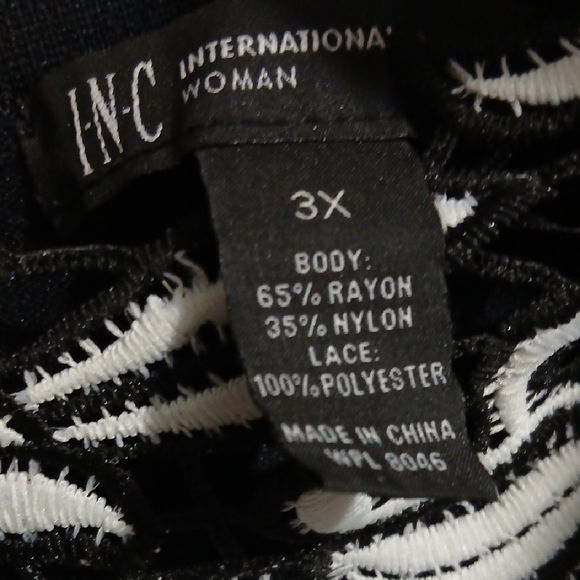 I-N-C
INTERNATIONA
WOMAN
3X
BODY:
65% RAYON
35% NYLON
LACE:
100% POLYESTER
MADE IN CHINA
WPL 8046